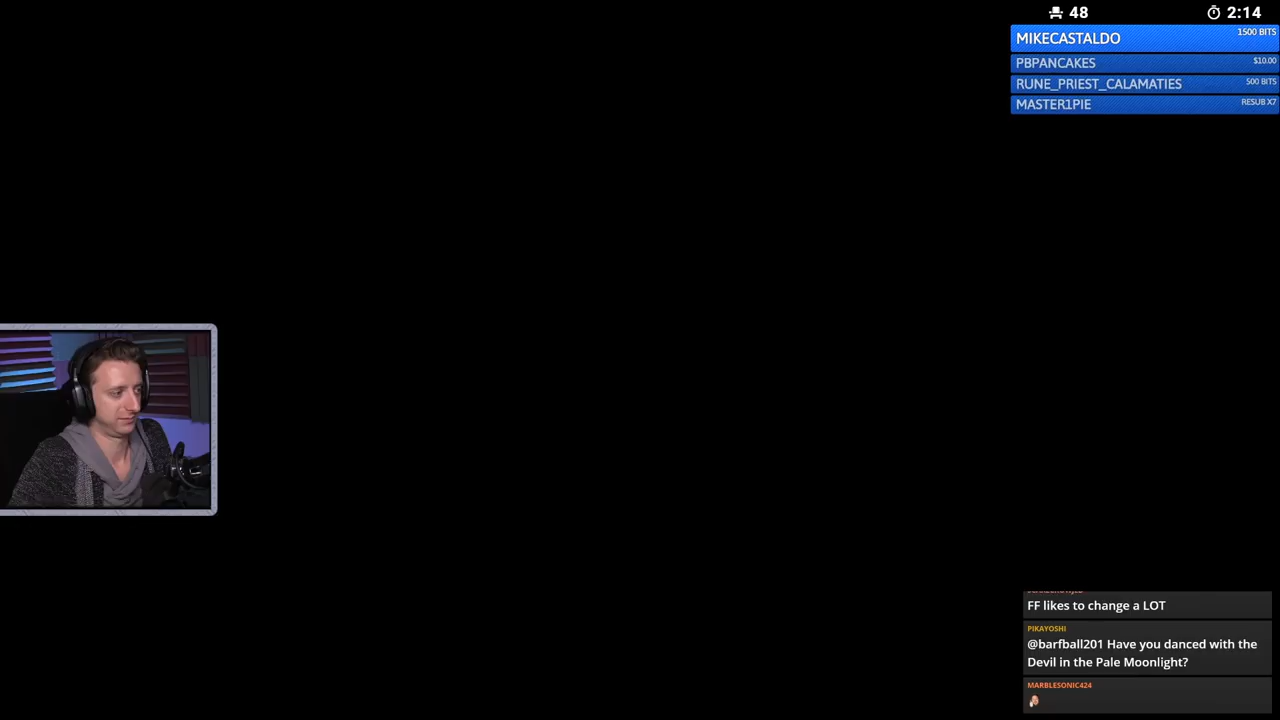 48
2:14
MIKECASTALDO
1500 BITS
PBPANCAKES
$10.00
RUNE_PRIEST_CALAMATIES
500 BITS
MASTER1PIE
RESUB X7
FF likes to change a LOT
PIKAYOSHI
@barfball201 Have you danced with the
Devil in the Pale Moonlight?
MARBLESONIC424